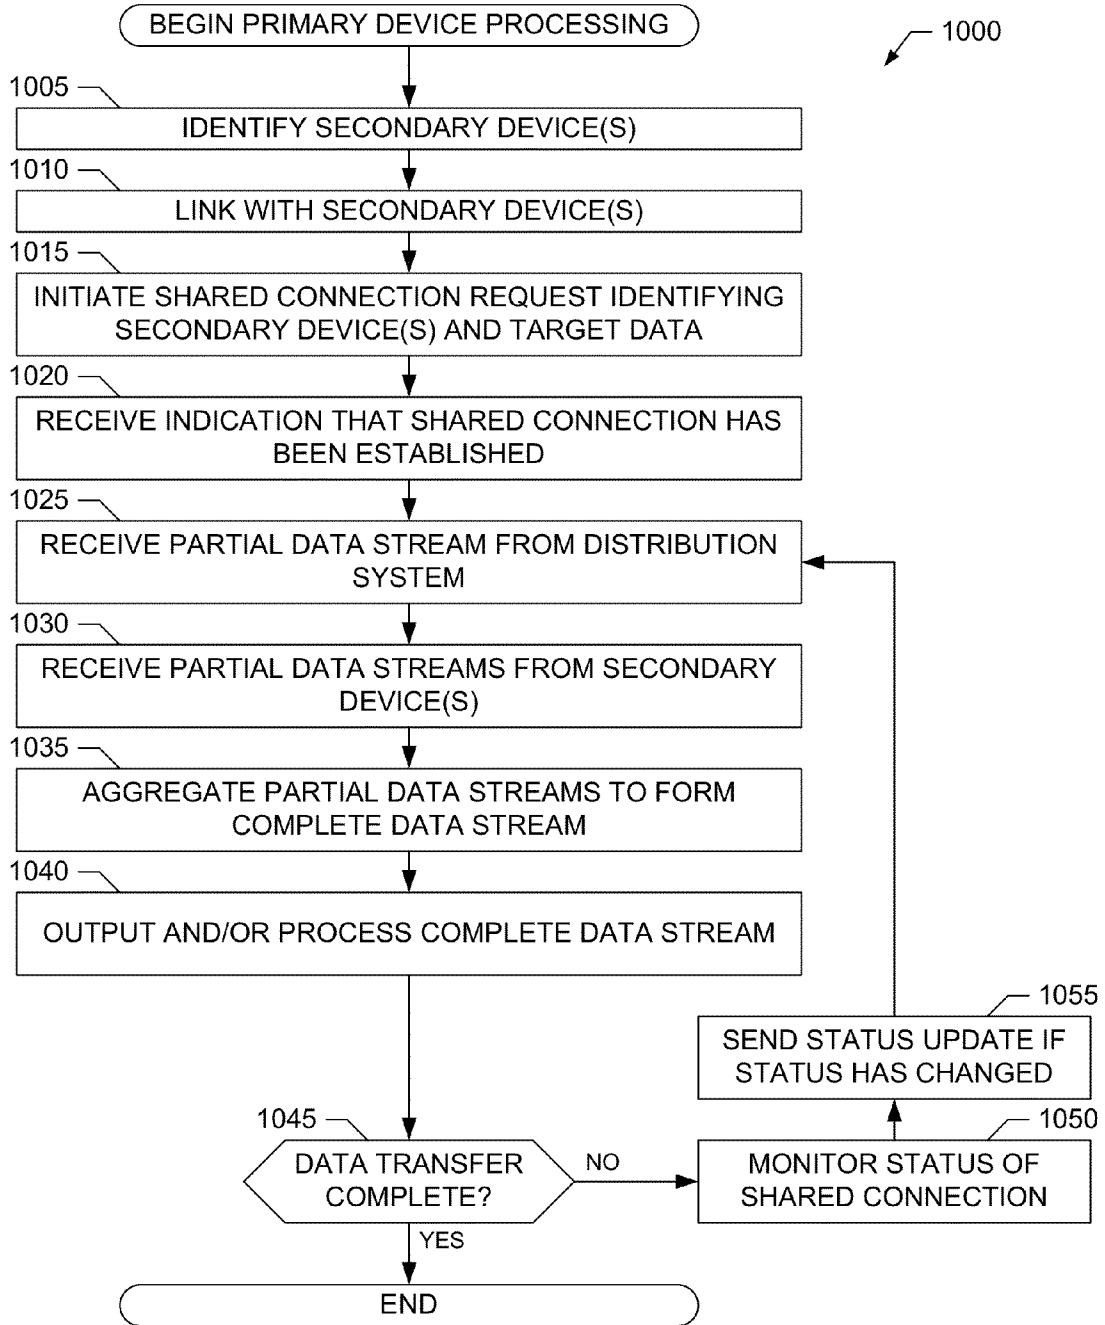 BEGIN PRIMARY DEVICE PROCESSING
1000
1005
IDENTIFY SECONDARY DEVICE(S)
1010
LINK WITH SECONDARY DEVICE(S)
1015
INITIATE SHARED CONNECTION REQUEST IDENTIFYING
SECONDARY DEVICE(S) AND TARGET DATA
1020
RECEIVE INDICATION THAT SHARED CONNECTION HAS
BEEN ESTABLISHED
1025
RECEIVE PARTIAL DATA STREAM FROM DISTRIBUTION
SYSTEM
1030
RECEIVE PARTIAL DATA STREAMS FROM SECONDARY
DEVICE(S)
1035
AGGREGATE PARTIAL DATA STREAMS TO FORM
COMPLETE DATA STREAM
1040
OUTPUT AND/OR PROCESS COMPLETE DATA STREAM
1045
DATA TRANSFER
COMPLETE?
NO
YES
1050
MONITOR STATUS OF
SHARED CONNECTION
1055
SEND STATUS UPDATE IF
STATUS HAS CHANGED
END